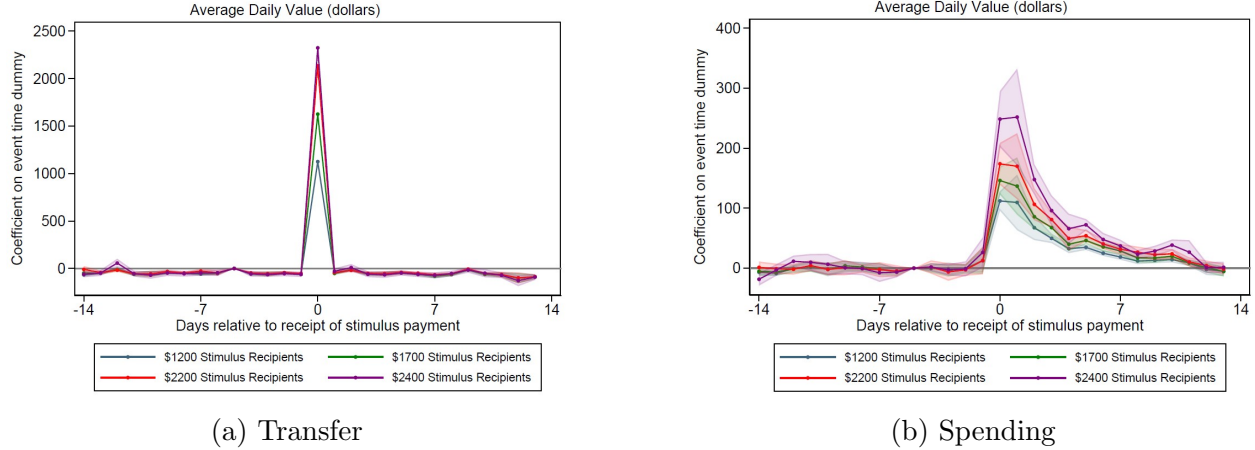 Average Daily Value (dollars)
Coefficient on event time dummy
2500
2000
1500
1000
500
0
-14
-7
0
7
14
Days relative to receipt of stimulus payment
$1200 Stimulus Recipients
$1700 Stimulus Recipients
$2200 Stimulus Recipients
$2400 Stimulus Recipients
(a) Transfer
Average Daily Value (dollars)
Coefficient on event time dummy
400
300
200
100
0
-14
-7
0
7
14
Days relative to receipt of stimulus payment
$1200 Stimulus Recipients
$1700 Stimulus Recipients
$2200 Stimulus Recipients
$2400 Stimulus Recipients
(b) Spending